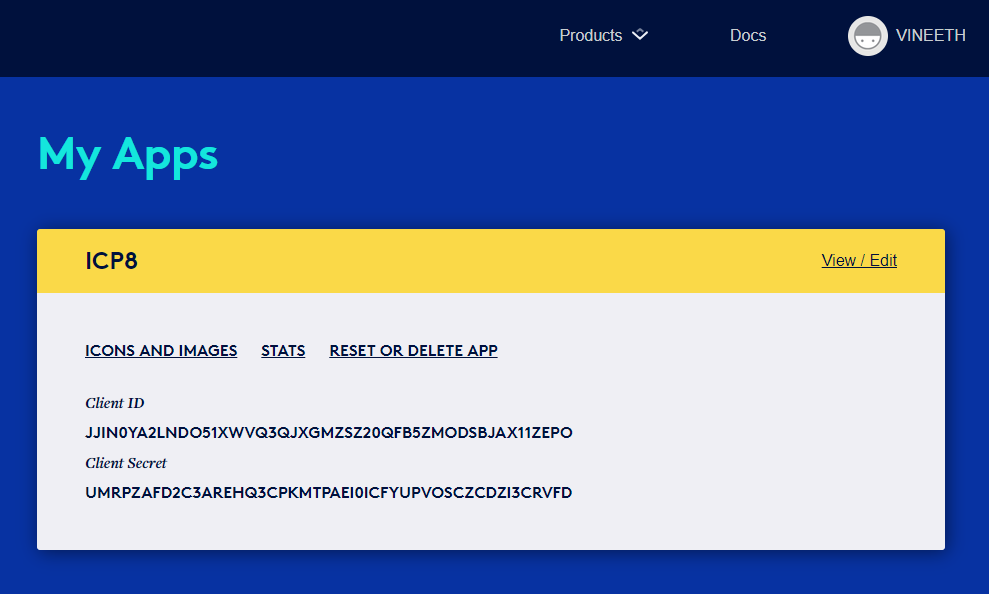 Products Docs VINEETH
My Apps
ICP8 View / Edit
ICONS AND IMAGES STATS RESET OR DELETE APP
Client ID
JJIN0YA2LNDO51XWVQ3QJXGMZSZ20QFB5ZMODSBJAX11ZEPO
Client Secret
UMRPZAFD2C3AREHQ3CPKMTPAEI0ICFYUPVOSCZCDZI3CRVFD